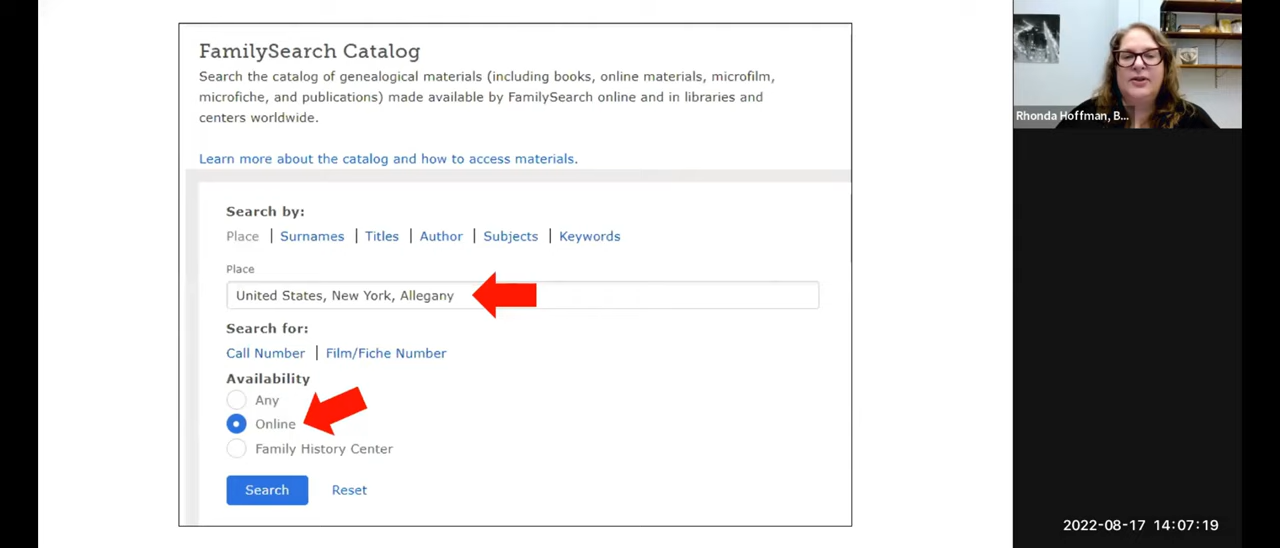 FamilySearch Catalog
Search the catalog of genealogical materials (including books, online materials, microfilm,
microfiche, and publications) made available by FamilySearch online and in libraries and
centers worldwide.
Learn more about the catalog and how to access materials.
Search by:
Place | Surnames | Titles | Author | Subjects | Keywords
Place
United States, New York, Allegany
Search for:
Call Number | Film/Fiche Number
Availability
Any
Online
Family History Center
Search Reset
Rhonda Hoffman, B...
2022-08-17 14:07:19